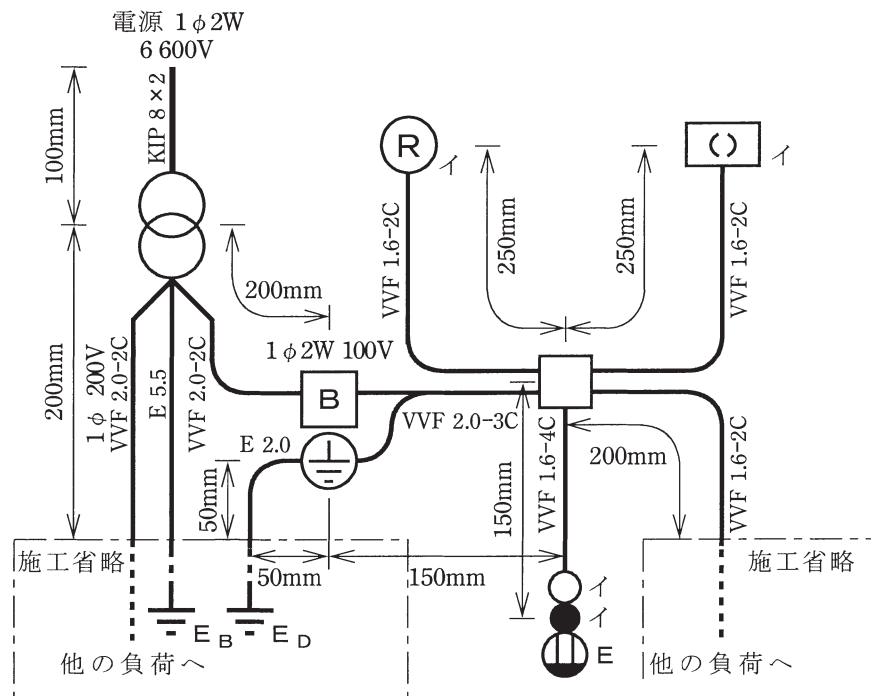 電源 1φ2W
6 600V
100mm
KIP 8×2
R
イ
( )
イ
VVF 1.6-2C
250mm
250mm
VVF 1.6-2C
200mm
200mm
1φ 200V
VVF 2.0-2C
E 5.5
VVF 2.0-2C
1φ2W 100V
B
VVF 2.0-3C
E 2.0
50mm
VVF 1.6-4C
150mm
200mm
VVF 1.6-2C
施工省略
50mm
150mm
施工省略
イ
イ
E
EB
ED
他の負荷へ
他の負荷へ